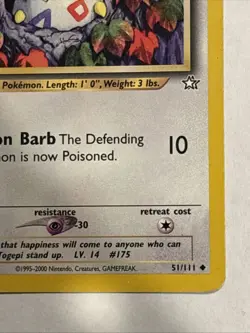 Pokémon. Length: 1' 0", Weight: 3 lbs.
on Barb The Defending
mon is now Poisoned.
10
resistance
retreat cost
-30
that happiness will come to anyone who can
Togepi stand up. LV. 14 #175
©1995-2000 Nintendo, Creatures, GAMEFREAK.
51/111